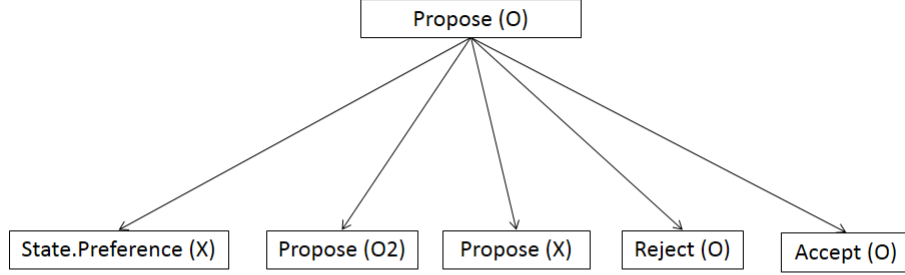 Propose (O)
State.Preference (X)
Propose (O2)
Propose (X)
Reject (O)
Accept (O)